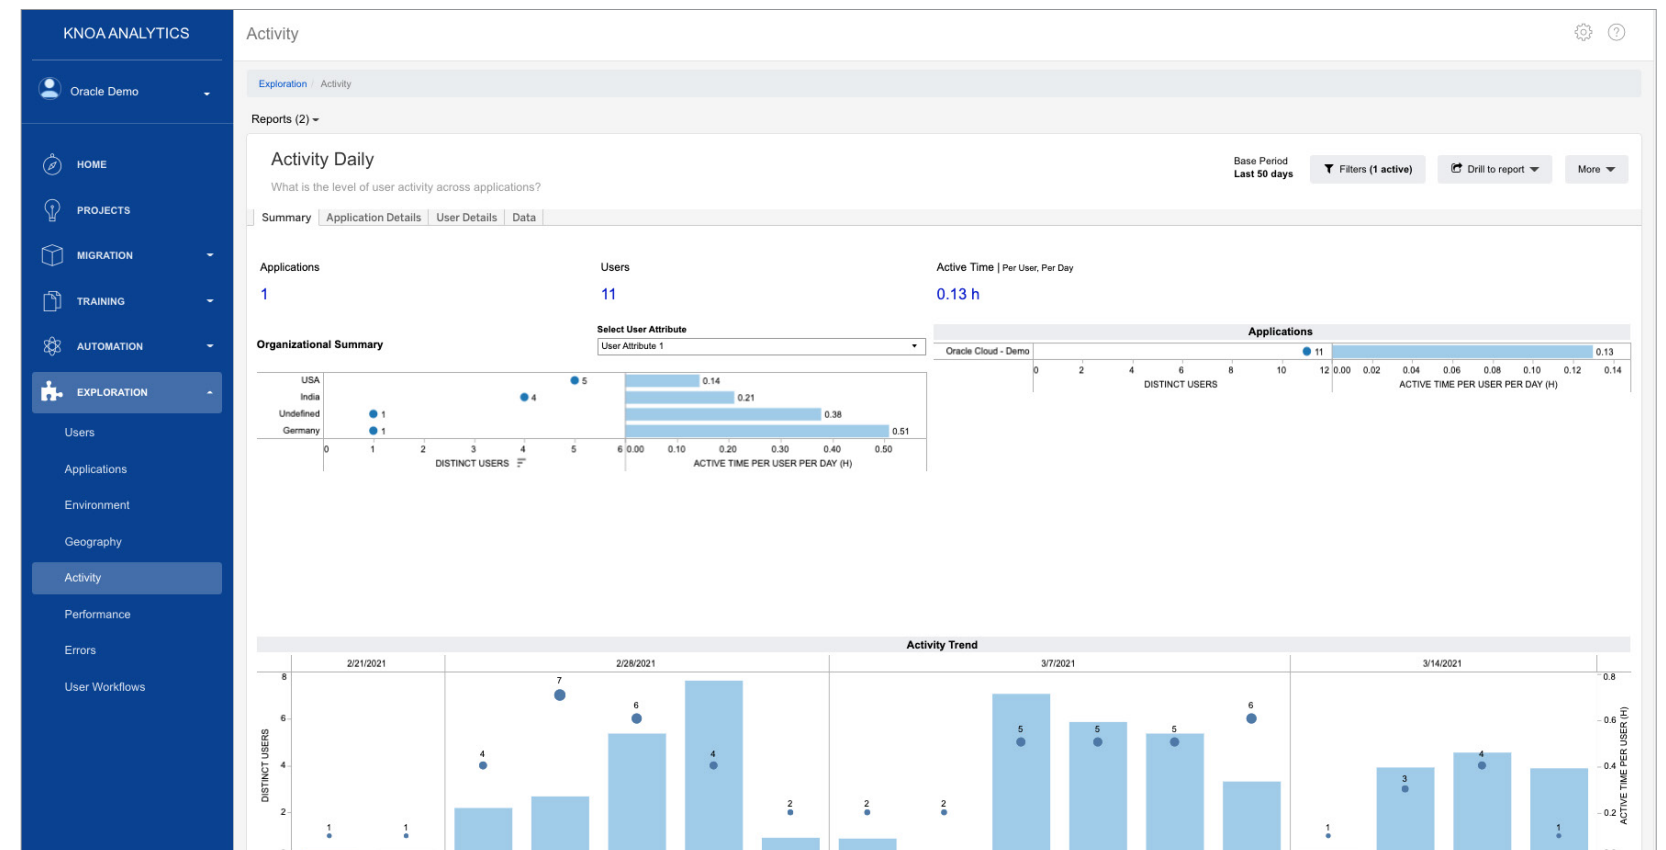 KNOA ANALYTICS
Activity
Oracle Demo
Exploration / Activity
Reports (2)
HOME
PROJECTS
MIGRATION
TRAINING
AUTOMATION
EXPLORATION
Users
Applications
Environment
Geography
Activity
Performance
Errors
User Workflows
Activity Daily
What is the level of user activity across applications?
Base Period
Last 50 days
Filters (1 active)
Drill to report
More
Summary Application Details User Details Data
Applications
1
Users
11
Active Time | Per User, Per Day
0.13 h
Organizational Summary
Select User Attribute
User Attribute 1
USA 5 0.14
India 4 0.21
Undefined 1 0.38
Germany 1 0.51
0 1 2 3 4 5 6 0.00 0.10 0.20 0.30 0.40 0.50
DISTINCT USERS ACTIVE TIME PER USER PER DAY (H)
Applications
Oracle Cloud - Demo 11 0.13
0 2 4 6 8 10 12 0.00 0.02 0.04 0.06 0.08 0.10 0.12 0.14
DISTINCT USERS ACTIVE TIME PER USER PER DAY (H)
Activity Trend
2/21/2021 2/28/2021 3/7/2021 3/14/2021
DISTINCT USERS
8
6
4
2
1 1 4 7 6 4 2 2 2 5 5 5 6 1 3 4 1
0.8
0.6
0.4
0.2
ACTIVE TIME PER USER (H)